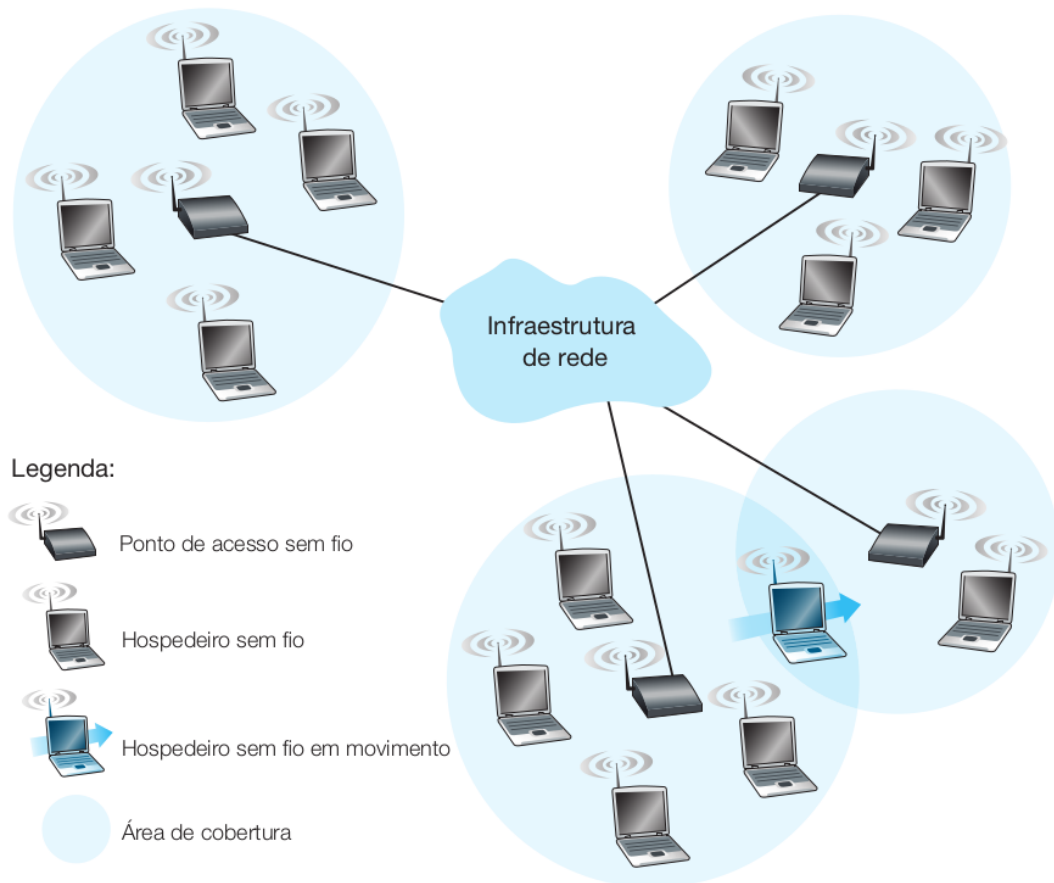 Infraestrutura
de rede
Legenda:
Ponto de acesso sem fio
Hospedeiro sem fio
Hospedeiro sem fio em movimento
Área de cobertura